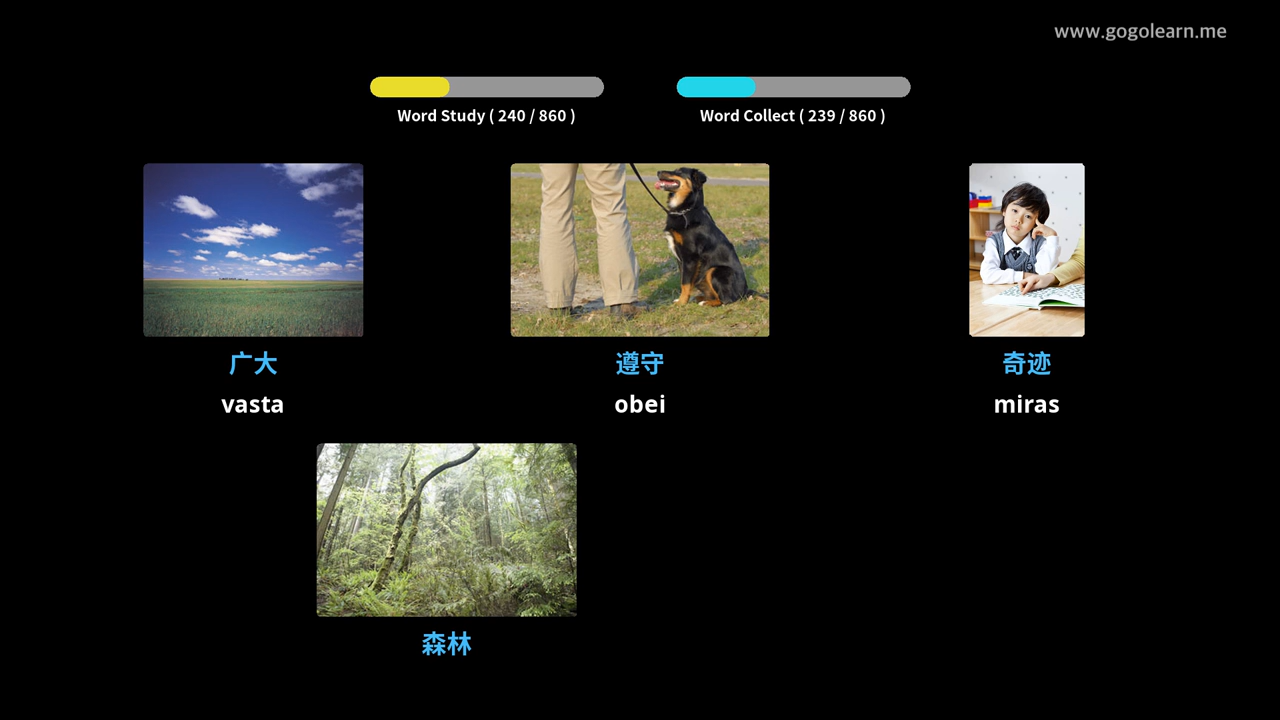 www.gogolearn.me
Word Study ( 240 / 860 )
Word Collect ( 239 / 860 )
广大
遵守
奇迹
vasta
obei
miras
森林